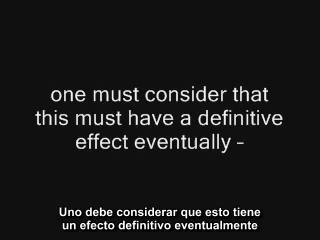 one must consider that
this must have a definitive
effect eventually -
Uno debe considerar que esto tiene
un efecto definitivo eventualmente